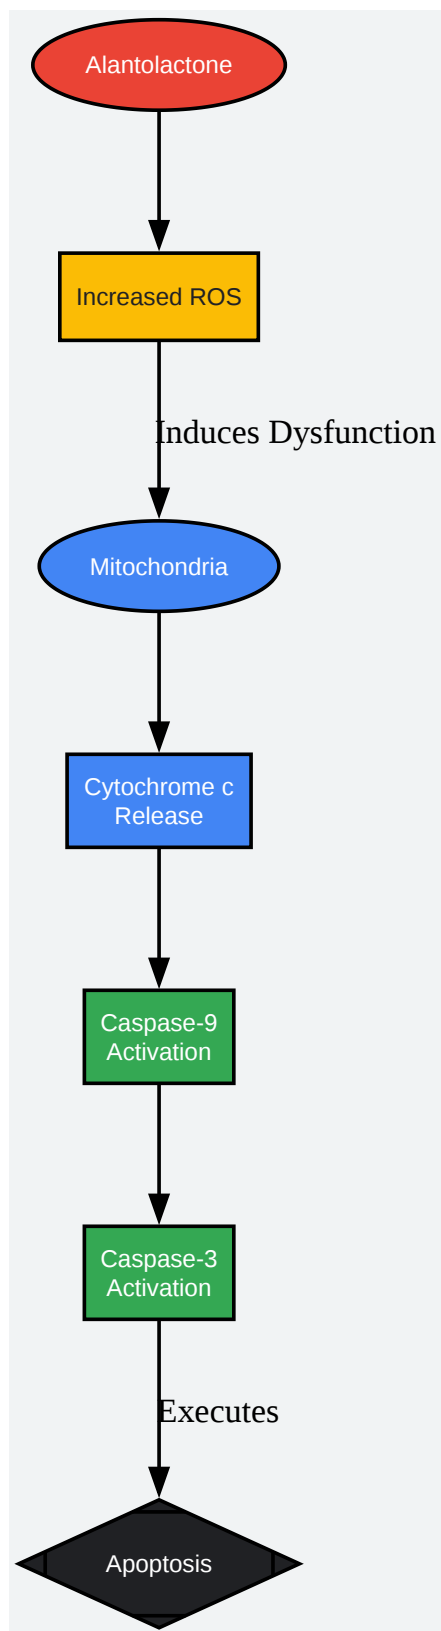 Alantolactone
Increased ROS
Induces Dysfunction
Mitochondria
Cytochrome c
Release
Caspase-9
Activation
Caspase-3
Activation
Executes
Apoptosis